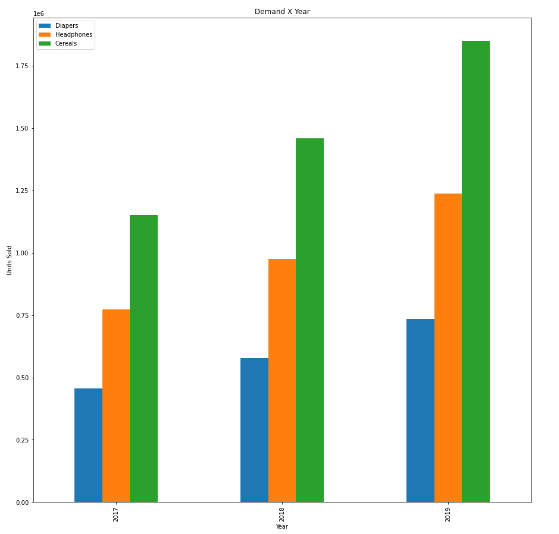 Demand X Year
1e6
Diapers
Headphones
Cereals
1.75
1.50
1.25
1.00
0.75
0.50
0.25
0.00
Units Sold
2017
2018
2019
Year